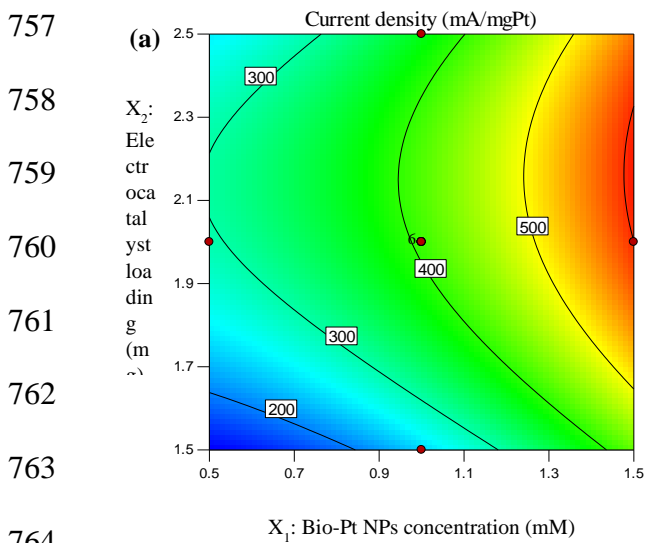 757
758
759
760
761
762
763
764
(a)
Current density (mA/mgPt)
X2:
Ele
ctr
oca
tal
yst
loa
din
g
(m
g)
2.5
2.3
2.1
1.9
1.7
1.5
300
500
6
400
300
200
0.5 0.7 0.9 1.1 1.3 1.5
X1: Bio-Pt NPs concentration (mM)